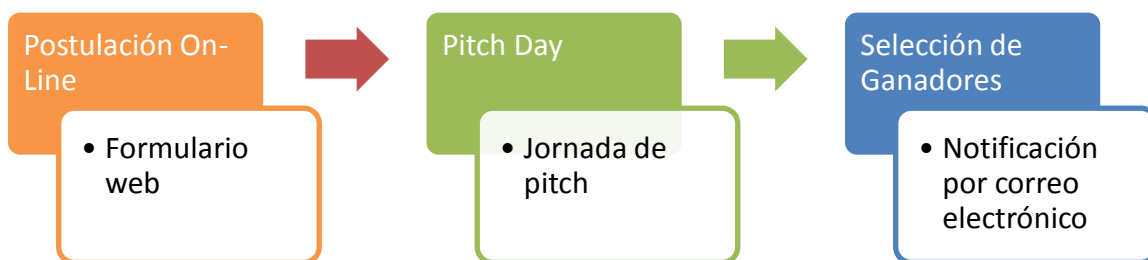 Postulación On-
Line
• Formulario
web
Pitch Day
• Jornada de
pitch
Selección de
Ganadores
• Notificación
por correo
electrónico